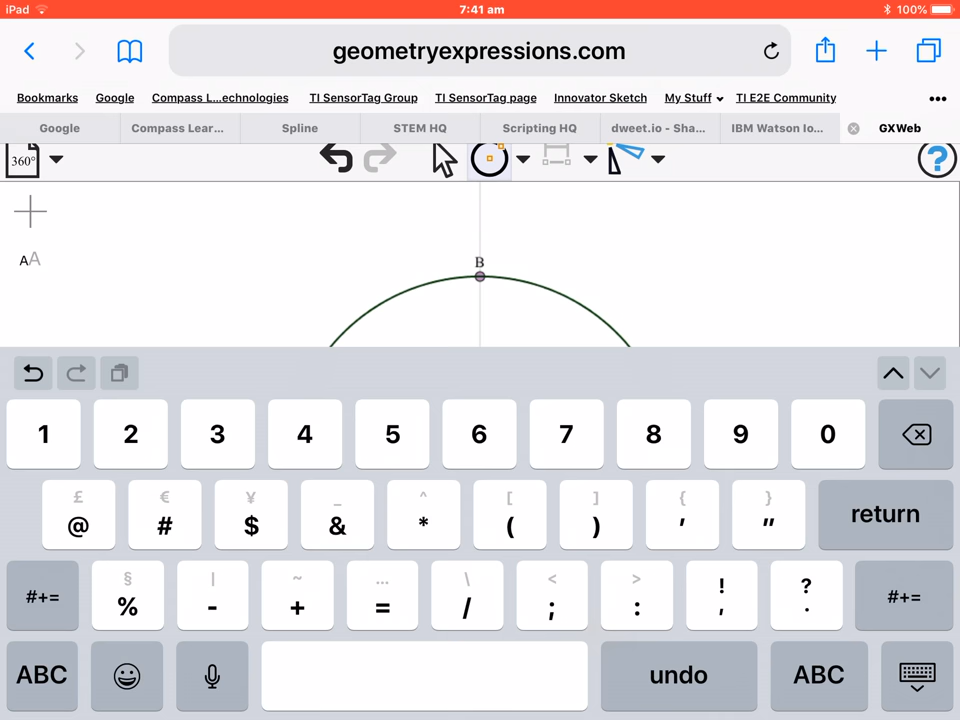 iPad 7:41 am 100%
geometryexpressions.com
Bookmarks Google Compass L...echnologies TI SensorTag Group TI SensorTag page Innovator Sketch My Stuff TI E2E Community •••
Google Compass Lear... Spline STEM HQ Scripting HQ dweet.io - Sha... IBM Watson Io... GXWeb
360° ?
AA
B
1 2 3 4 5 6 7 8 9 0
£ € ¥ _ ^ [ ] { }
@ # $ & * ( ) ' " return
§ | ~ ... \ < > ! ?
#+= % - + = / ; : , . #+=
ABC undo ABC